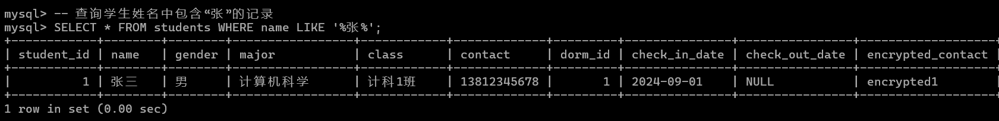 mysql> -- 查询学生姓名中包含“张”的记录
mysql> SELECT * FROM students WHERE name LIKE '%张%';
+------------+--------+--------+-----------------+------------+-------------+---------+---------------+----------------+-------------------+
| student_id | name   | gender | major           | class      | contact     | dorm_id | check_in_date | check_out_date | encrypted_contact |
+------------+--------+--------+-----------------+------------+-------------+---------+---------------+----------------+-------------------+
|          1 | 张三   | 男     | 计算机科学      | 计科1班    | 13812345678 |       1 | 2024-09-01    | NULL           | encrypted1        |
+------------+--------+--------+-----------------+------------+-------------+---------+---------------+----------------+-------------------+
1 row in set (0.00 sec)